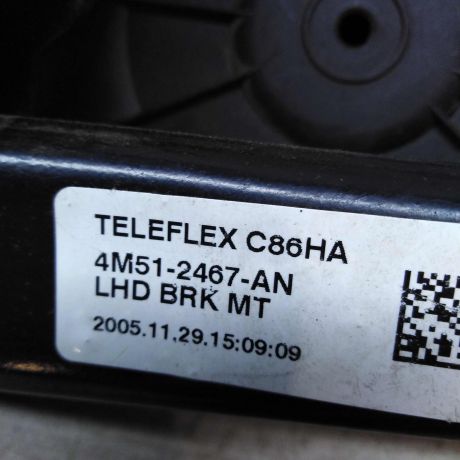 TELEFLEX C86HA
4M51-2467-AN
LHD BRK MT
2005.11.29.15:09:09